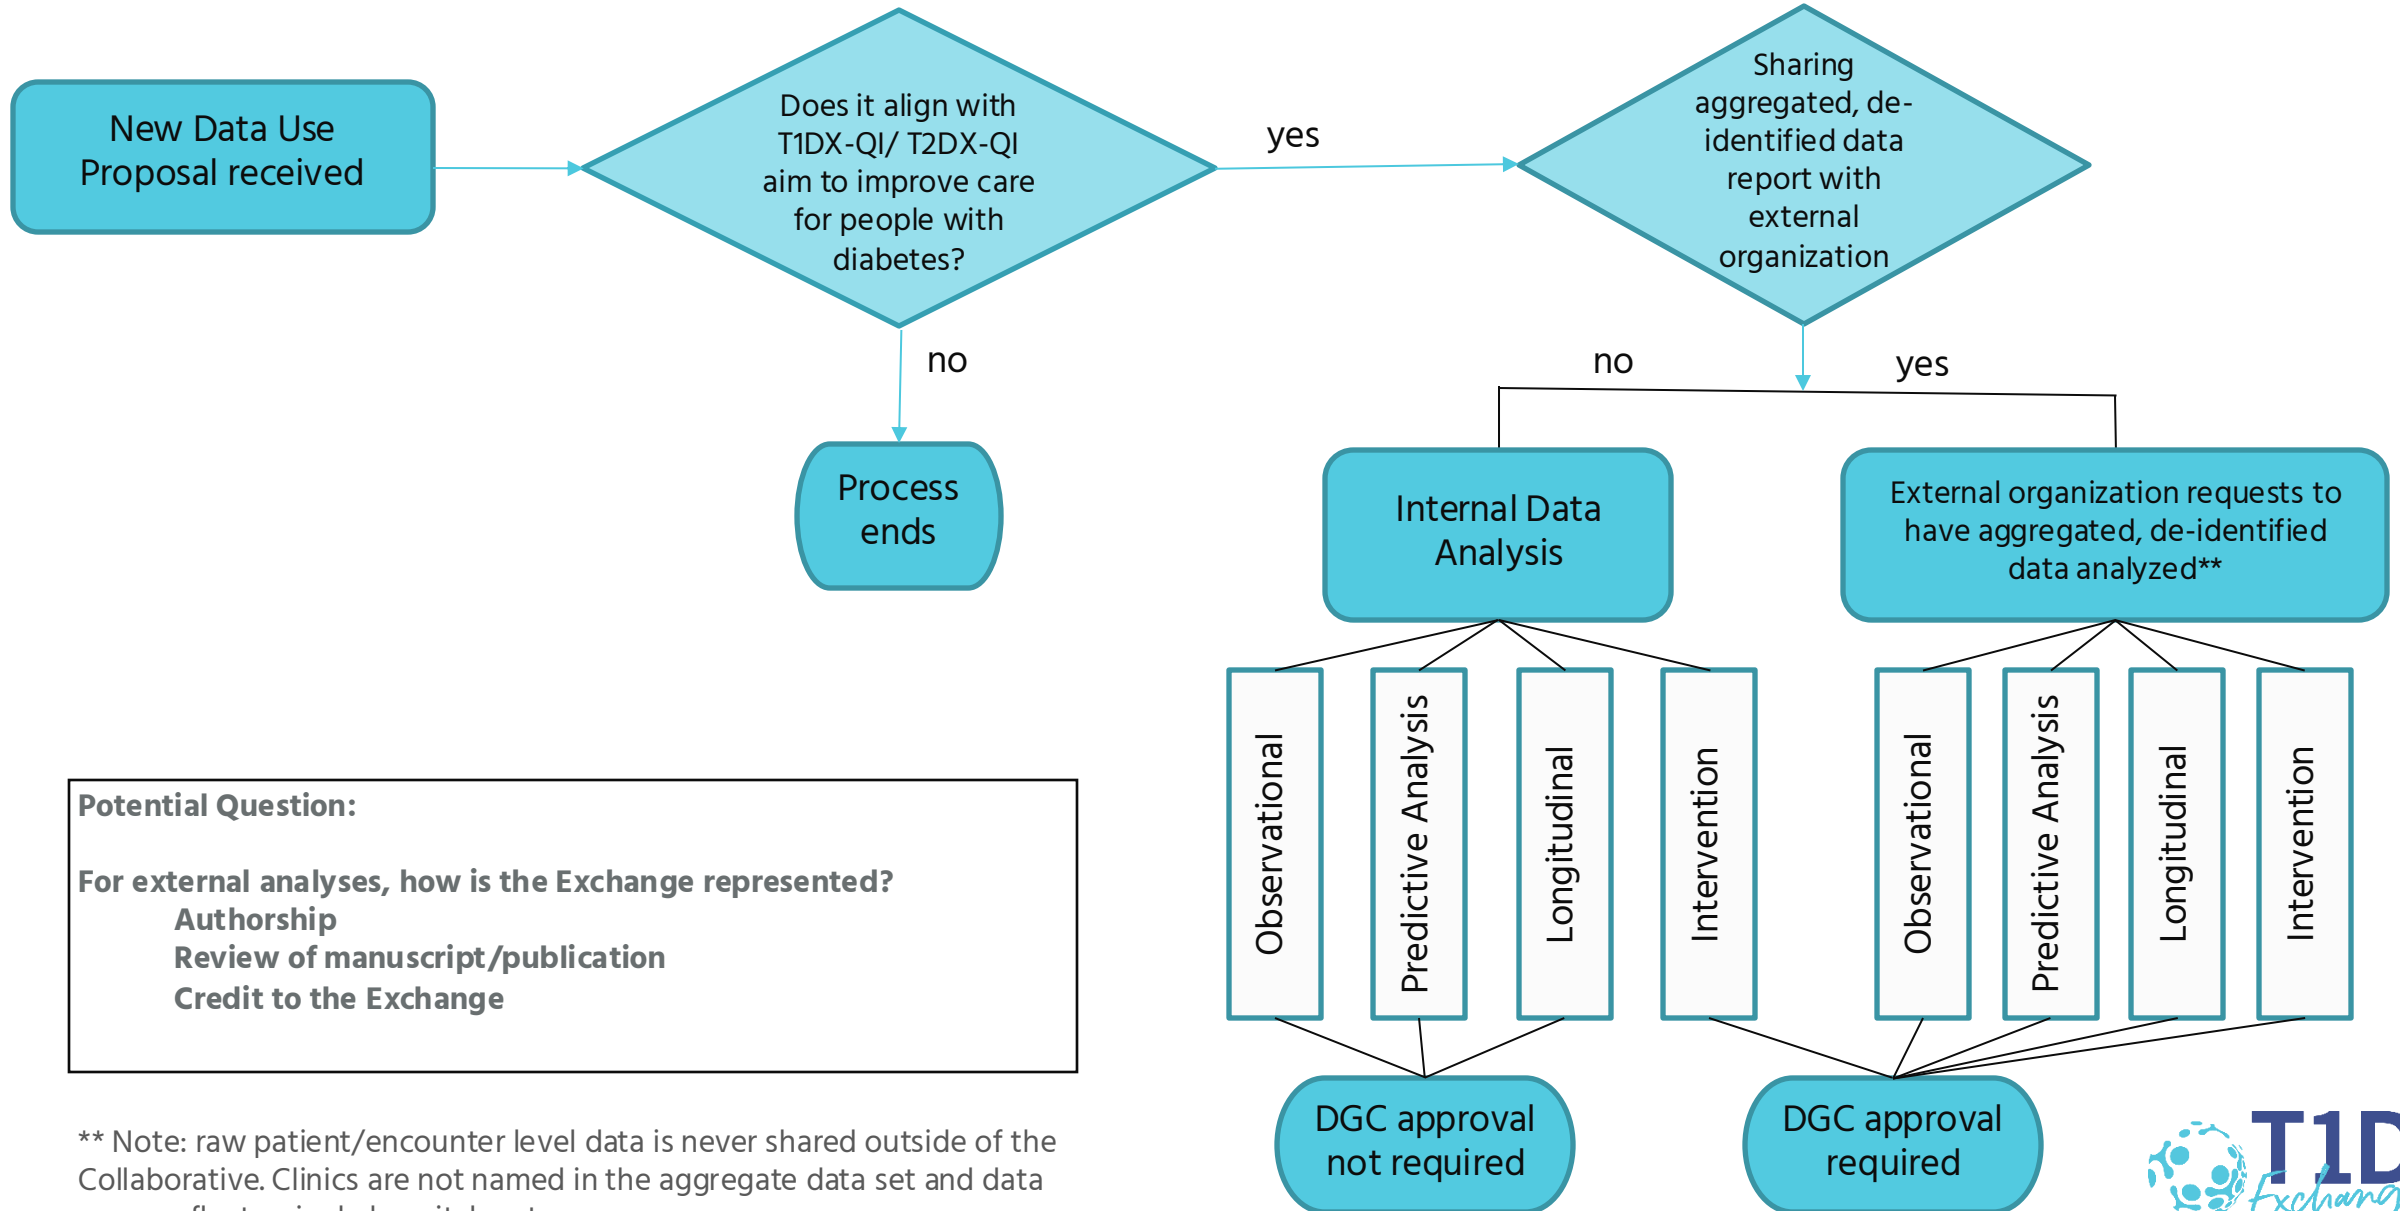 New Data Use
Proposal received
Does it align with
T1DX-QI/ T2DX-QI
aim to improve care
for people with
diabetes?
yes
Sharing
aggregated, de-
identified data
report with
external
organization
no
no
yes
Process
ends
Internal Data
Analysis
External organization requests to
have aggregated, de-identified
data analyzed**
Observational
Predictive Analysis
Longitudinal
Intervention
Observational
Predictive Analysis
Longitudinal
Intervention
Potential Question:
For external analyses, how is the Exchange represented?
Authorship
Review of manuscript/publication
Credit to the Exchange
DGC approval
not required
DGC approval
required
** Note: raw patient/encounter level data is never shared outside of the
Collaborative. Clinics are not named in the aggregate data set and data
T1D